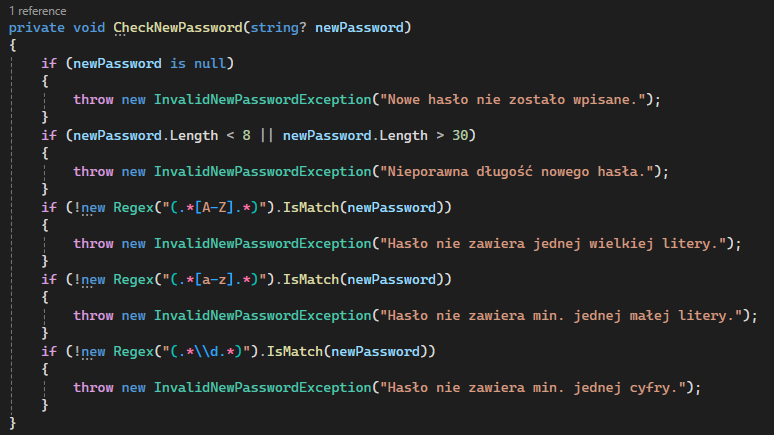 1 reference
private void CheckNewPassword(string? newPassword)
{
if (newPassword is null)
{
throw new InvalidNewPasswordException("Nowe hasło nie zostało wpisane.");
}
if (newPassword.Length < 8 || newPassword.Length > 30)
{
throw new InvalidNewPasswordException("Nieporawna długość nowego hasła.");
}
if (!new Regex("(.*[A-Z].*)").IsMatch(newPassword))
{
throw new InvalidNewPasswordException("Hasło nie zawiera jednej wielkiej litery.");
}
if (!new Regex("(.*[a-z].*)").IsMatch(newPassword))
{
throw new InvalidNewPasswordException("Hasło nie zawiera min. jednej małej litery.");
}
if (!new Regex("(.*\\d.*)").IsMatch(newPassword))
{
throw new InvalidNewPasswordException("Hasło nie zawiera min. jednej cyfry.");
}
}